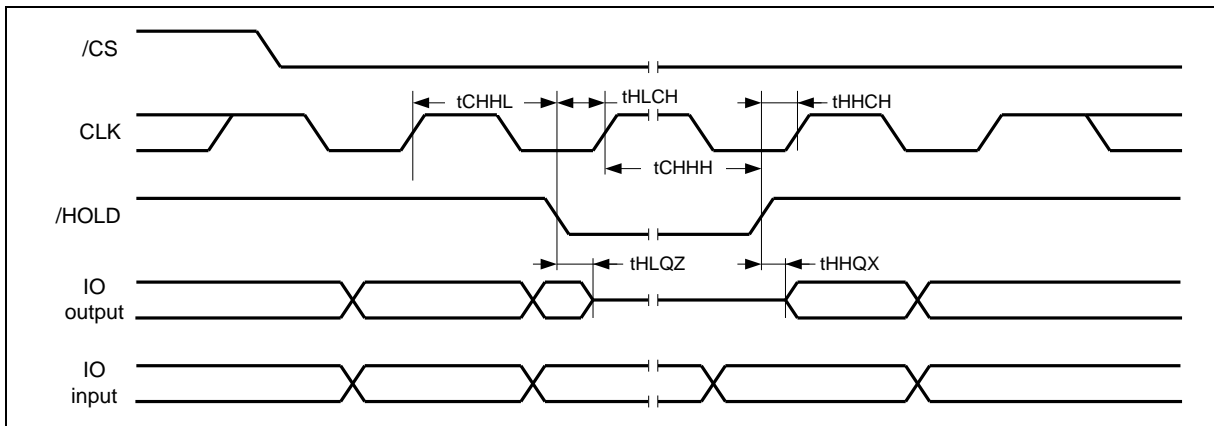 /CS
tCHHL
tHLCH
tHHCH
CLK
tCHHH
/HOLD
tHLQZ
tHHQX
IO
output
IO
input